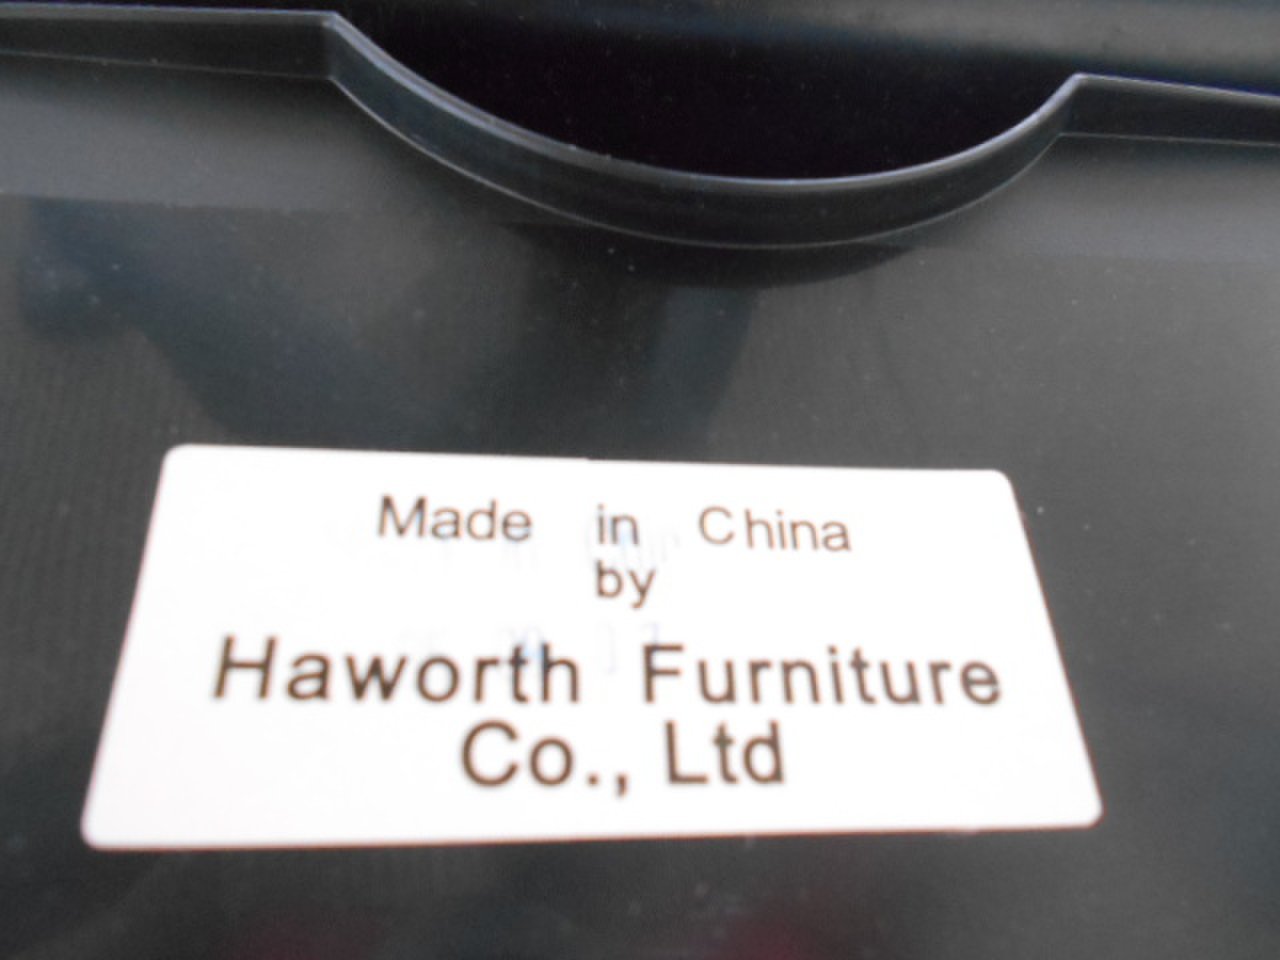 Made in China
by
Haworth Furniture
Co., Ltd